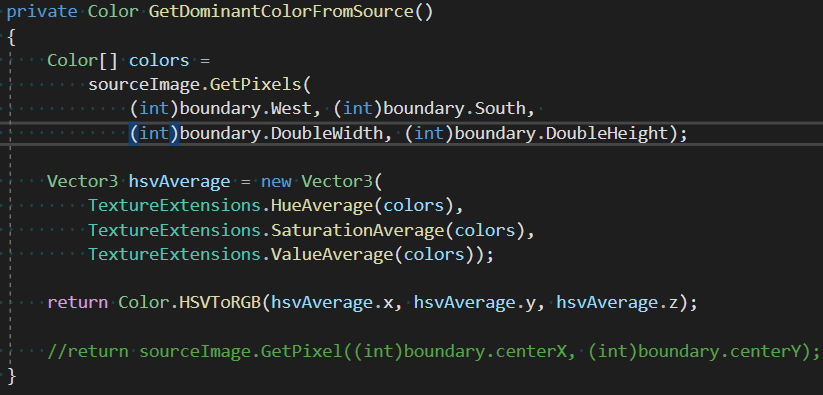 private Color GetDominantColorFromSource()
{
Color[] colors =
sourceImage.GetPixels(
(int)boundary.West, (int)boundary.South,
(int)boundary.DoubleWidth, (int)boundary.DoubleHeight);
Vector3 hsvAverage = new Vector3(
TextureExtensions.HueAverage(colors),
TextureExtensions.SaturationAverage(colors),
TextureExtensions.ValueAverage(colors));
return Color.HSVToRGB(hsvAverage.x, hsvAverage.y, hsvAverage.z);
//return sourceImage.GetPixel((int)boundary.centerX, (int)boundary.centerY);
}